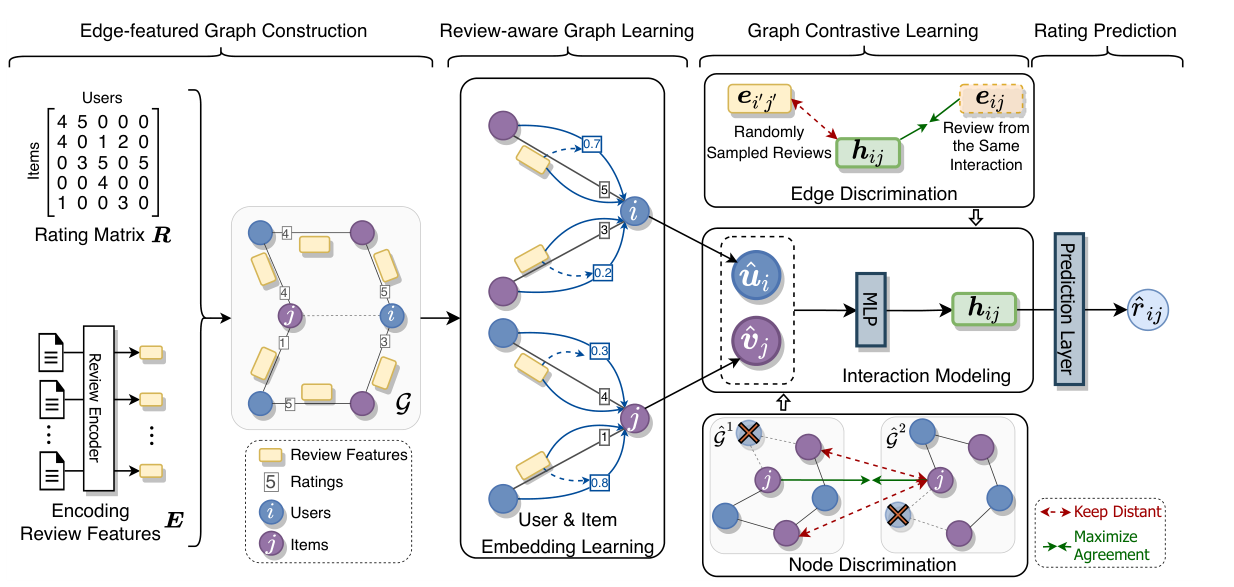 Edge-featured Graph Construction
Review-aware Graph Learning
Graph Contrastive Learning
Rating Prediction
Users
Items
4 5 0 0 0
4 0 1 2 0
0 3 5 0 5
0 0 4 0 0
1 0 0 3 0
Rating Matrix R
Review Encoder
Encoding
Review Features E
4
4
5
j
i
1
3
5
G
Review Features
5 Ratings
i Users
j Items
0.7
5
i
3
0.2
0.3
4
j
1
0.8
User & Item
Embedding Learning
e_{i'j'}
e_{ij}
Randomly
Sampled Reviews
h_{ij}
Review from
the Same
Interaction
Edge Discrimination
û_i
v̂_j
MLP
h_{ij}
Interaction Modeling
Prediction Layer
r̂_{ij}
Ĝ^1
Ĝ^2
j
j
Node Discrimination
Keep Distant
Maximize
Agreement